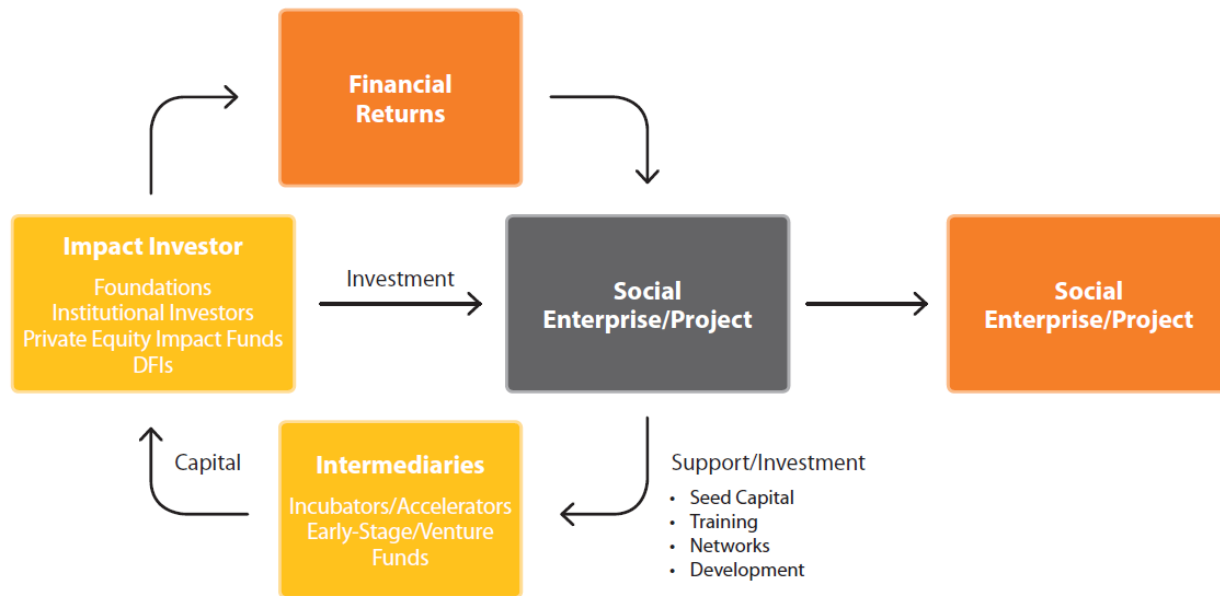 Financial
Returns
Impact Investor
Foundations
Institutional Investors
Private Equity Impact Funds
DFIs
Investment
Social
Enterprise/Project
Social
Enterprise/Project
Capital
Intermediaries
Incubators/Accelerators
Early-Stage/Venture
Funds
Support/Investment
• Seed Capital
• Training
• Networks
• Development